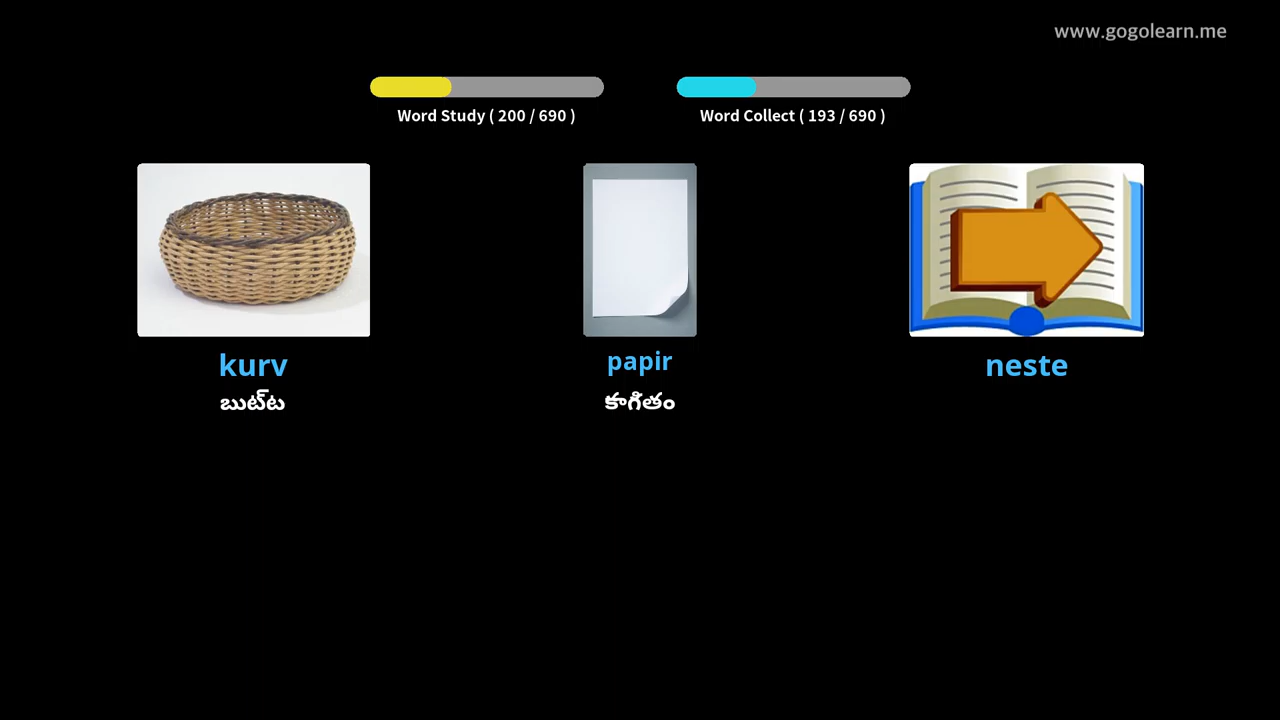 www.gogolearn.me
Word Study ( 200 / 690 )
Word Collect ( 193 / 690 )
kurv
papir
neste
బుట్ట
కాగితం